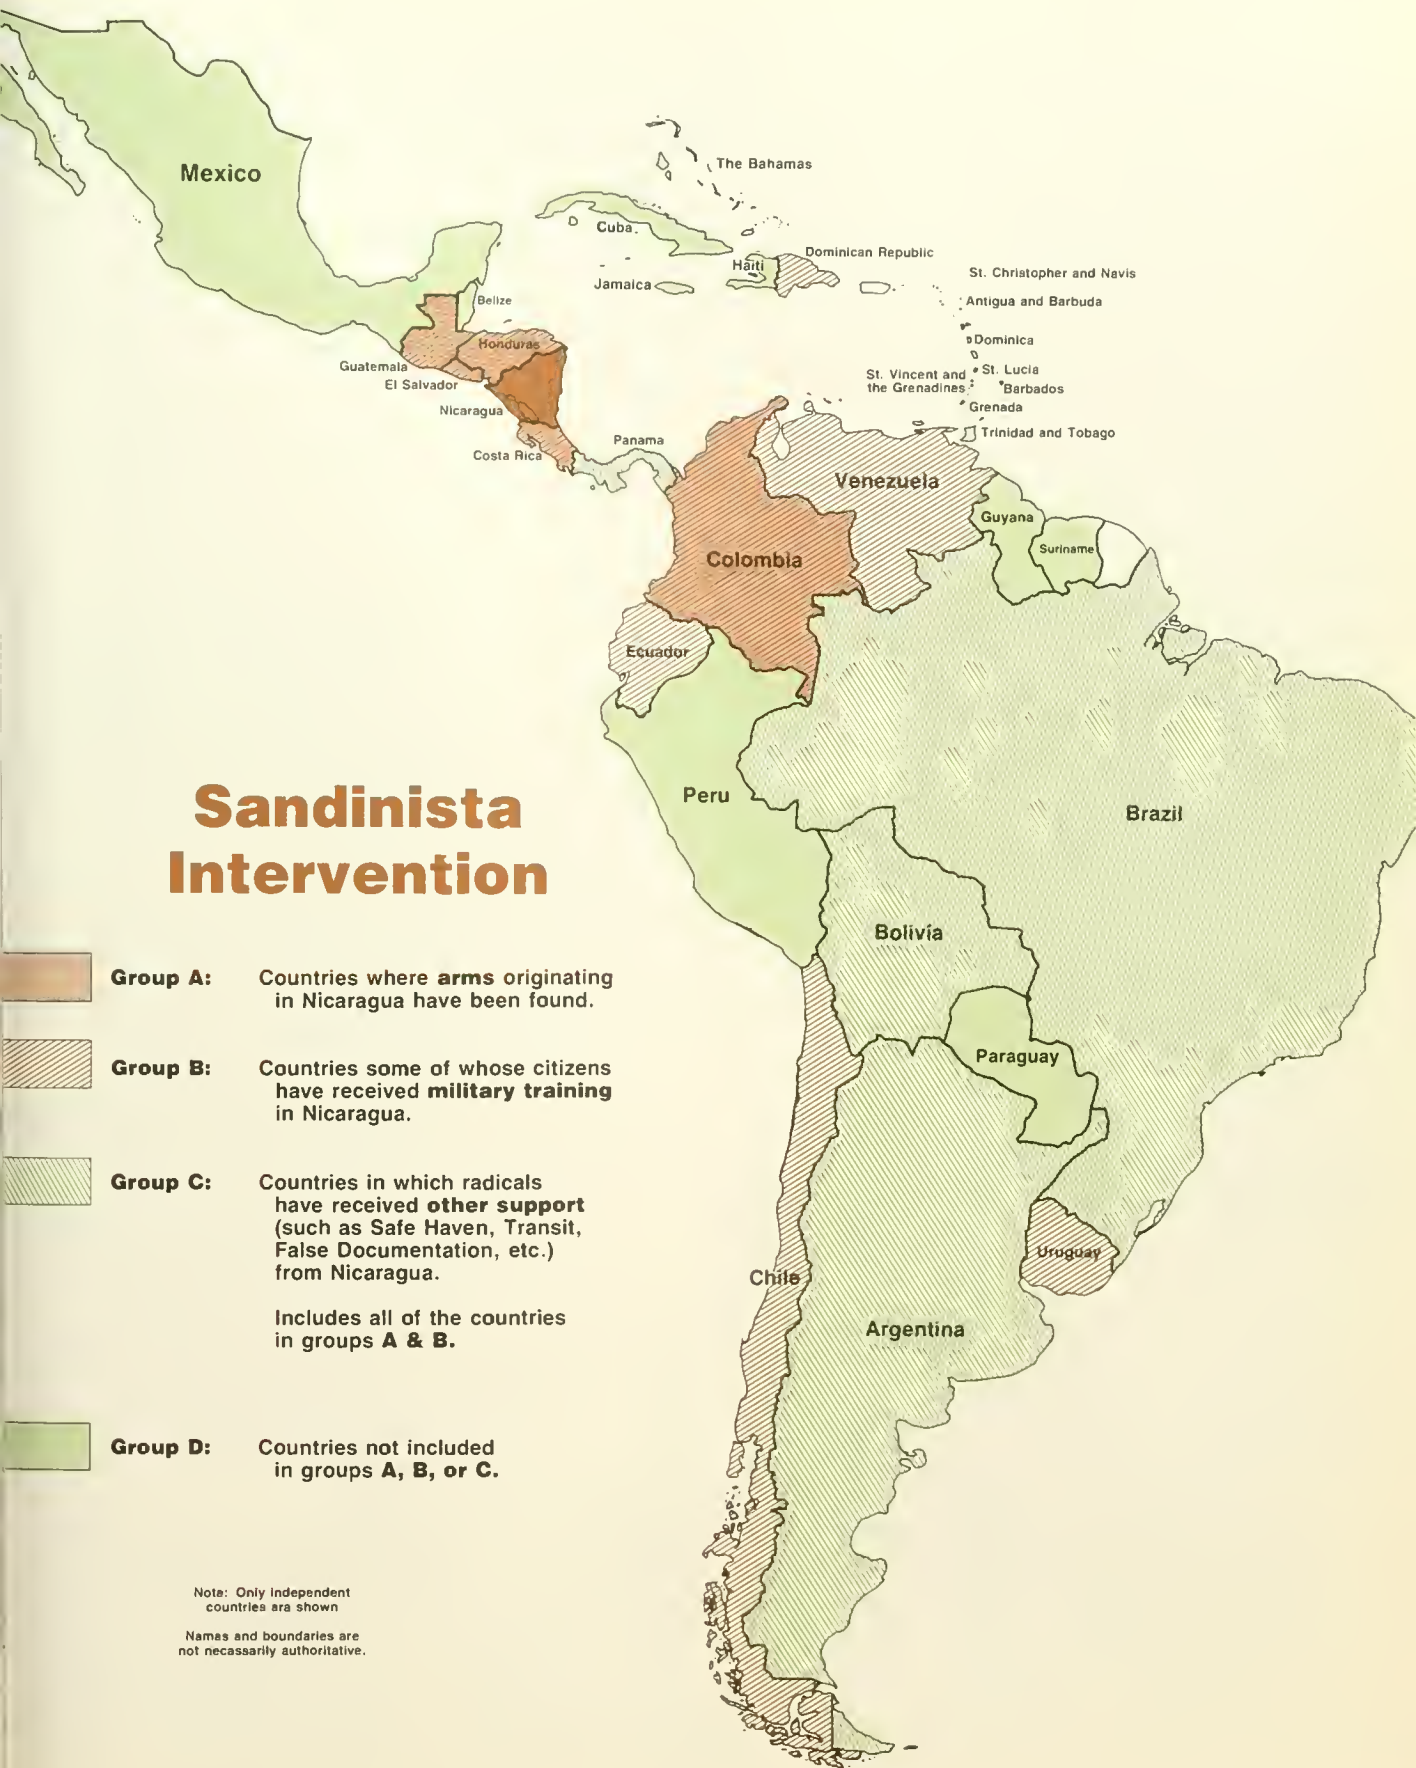 Mexico
The Bahamas
Cuba.
Dominican Republic
Haiti
Jamaica
St. Christopher and Nevis
Antigua and Barbuda
Belize
Honduras
Dominica
Guatemala
St. Vincent and
the Grenadines
St. Lucia
El Salvador
Barbados
Nicaragua
Grenada
Trinidad and Tobago
Panama
Costa Rica
Venezuela
Guyana
Suriname
Colombia
Ecuador
Peru
Brazil
Bolivia
Paraguay
Uruguay
Chile
Argentina
Sandinista
Intervention
Group A: Countries where arms originating
in Nicaragua have been found.
Group B: Countries some of whose citizens
have received military training
in Nicaragua.
Group C: Countries in which radicals
have received other support
(such as Safe Haven, Transit,
False Documentation, etc.)
from Nicaragua.
Includes all of the countries
in groups A & B.
Group D: Countries not included
in groups A, B, or C.
Note: Only independent
countries are shown
Names and boundaries are
not necessarily authoritative.